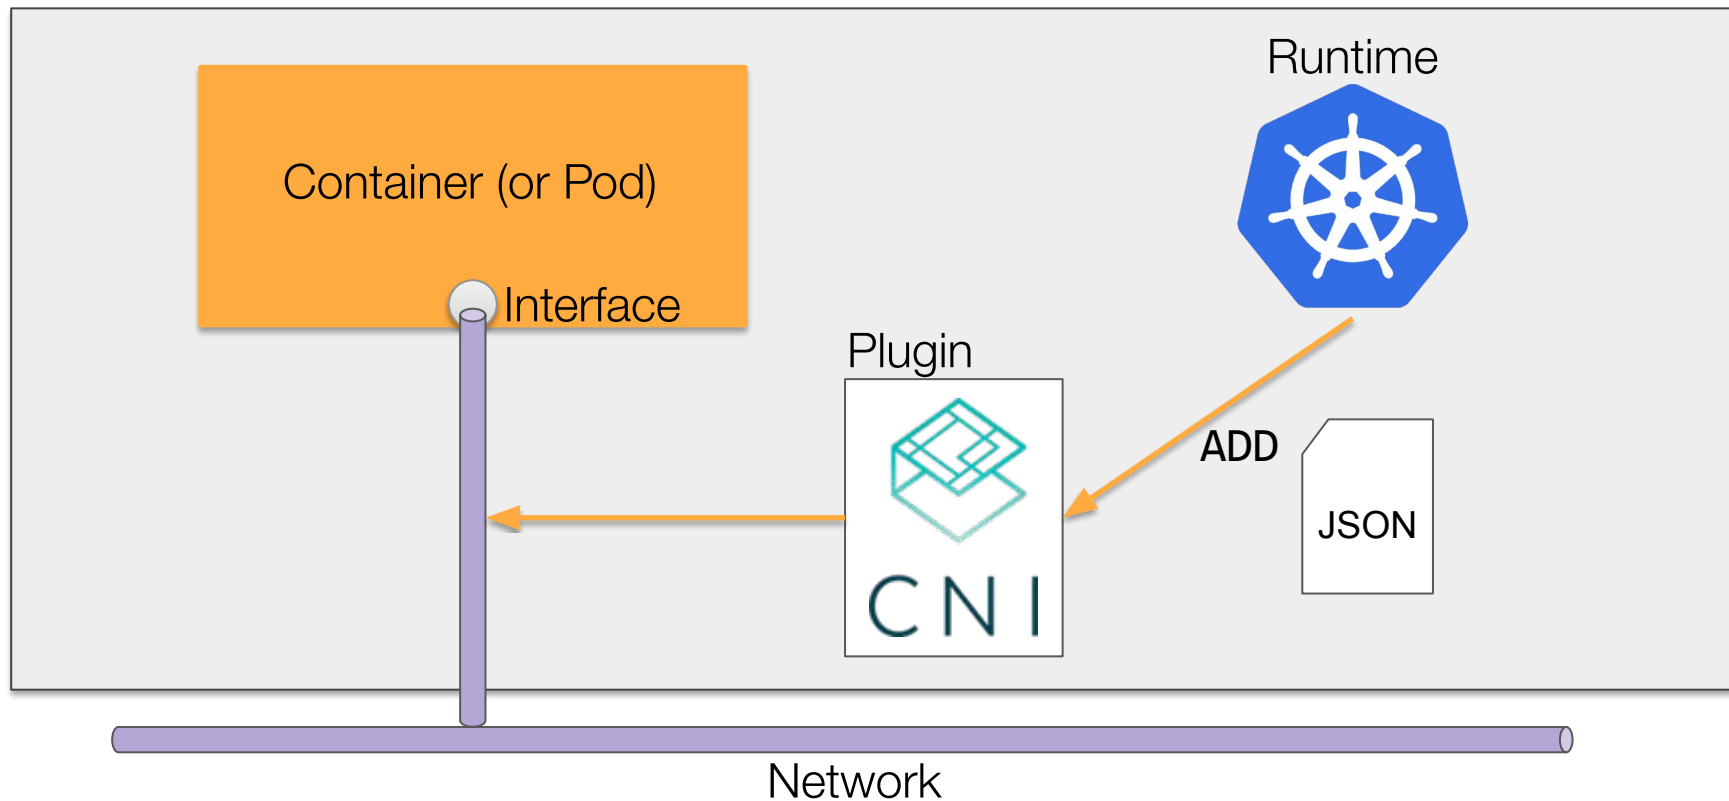 Runtime
Container (or Pod)
Interface
Plugin
ADD
JSON
CNI
Network